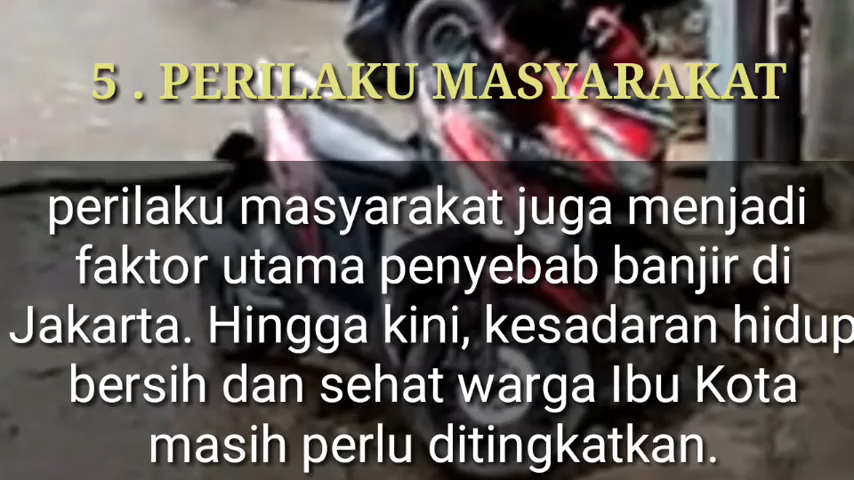 5 . PERILAKU MASYARAKAT
perilaku masyarakat juga menjadi
faktor utama penyebab banjir di
Jakarta. Hingga kini, kesadaran hidup
bersih dan sehat warga Ibu Kota
masih perlu ditingkatkan.